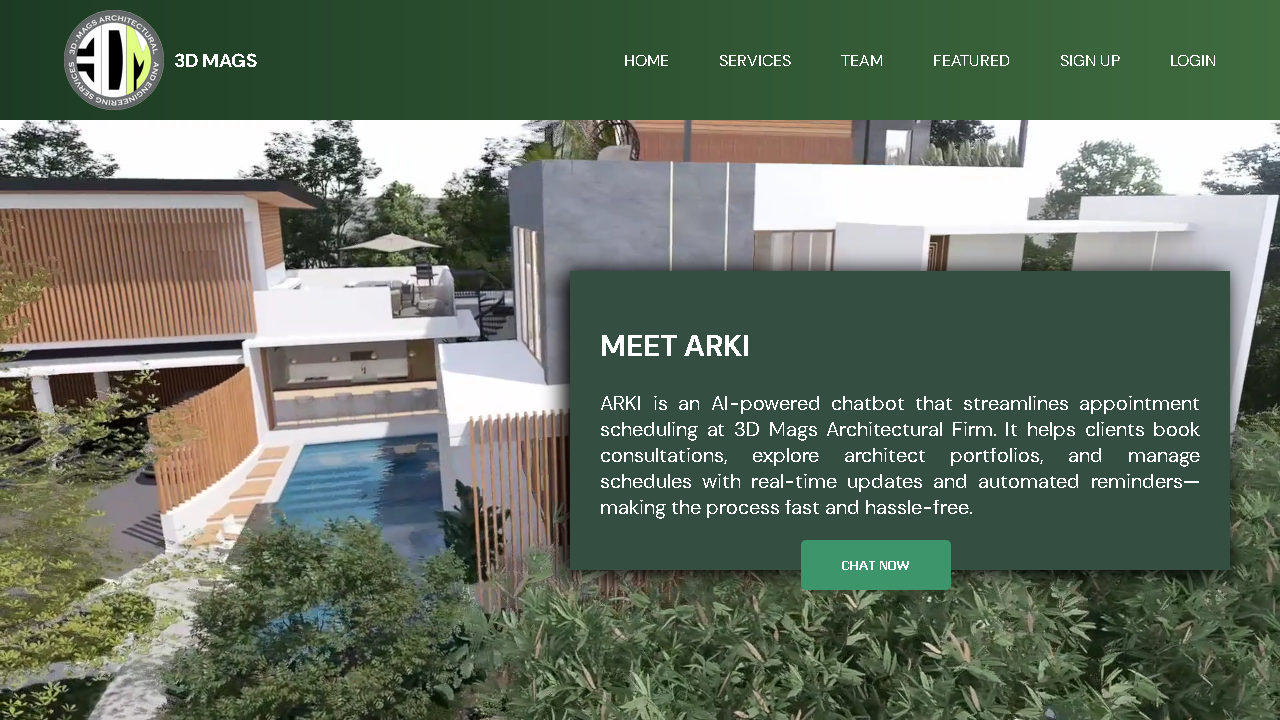 3D MAGS ARCHITECTURAL AND ENGINEERING SERVICES
3DM
3D MAGS
HOME
SERVICES
TEAM
FEATURED
SIGN UP
LOGIN
MEET ARKI
ARKI is an AI-powered chatbot that streamlines appointment
scheduling at 3D Mags Architectural Firm. It helps clients book
consultations, explore architect portfolios, and manage
schedules with real-time updates and automated reminders—
making the process fast and hassle-free.
CHAT NOW